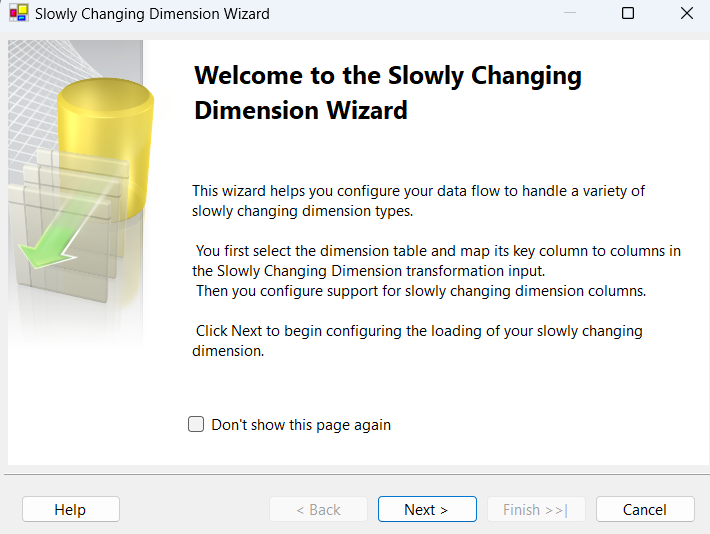 Slowly Changing Dimension Wizard
Welcome to the Slowly Changing
Dimension Wizard
This wizard helps you configure your data flow to handle a variety of
slowly changing dimension types.
You first select the dimension table and map its key column to columns in
the Slowly Changing Dimension transformation input.
Then you configure support for slowly changing dimension columns.
Click Next to begin configuring the loading of your slowly changing
dimension.
Don't show this page again
Help
< Back
Next >
Finish >>|
Cancel